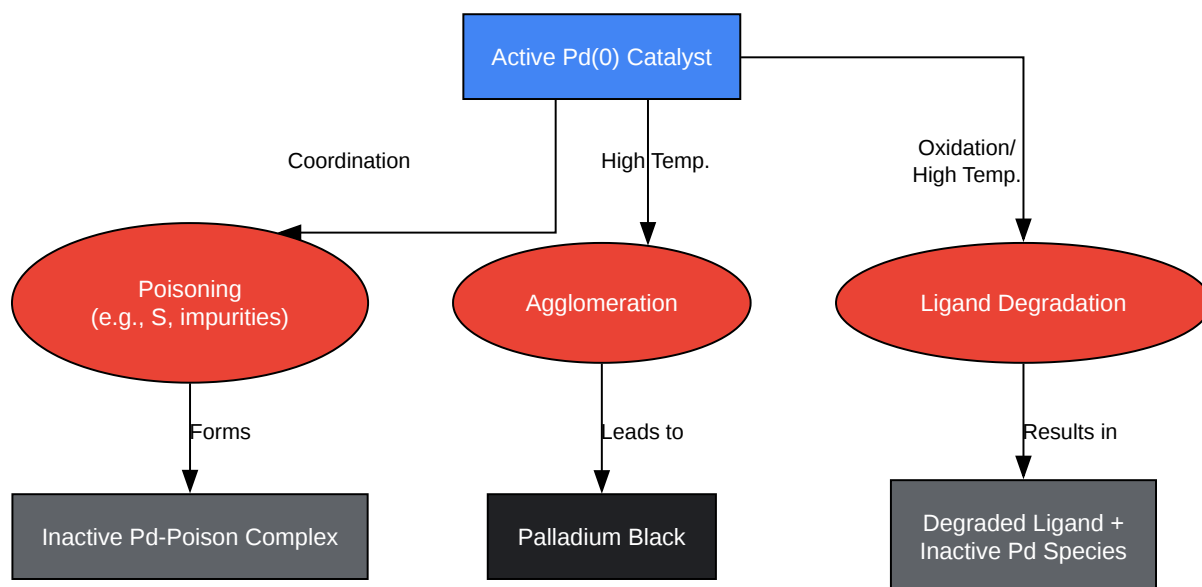 Active Pd(0) Catalyst
Coordination
High Temp.
Oxidation/
High Temp.
Poisoning
(e.g., S, impurities)
Agglomeration
Ligand Degradation
Forms
Leads to
Results in
Inactive Pd-Poison Complex
Palladium Black
Degraded Ligand +
Inactive Pd Species